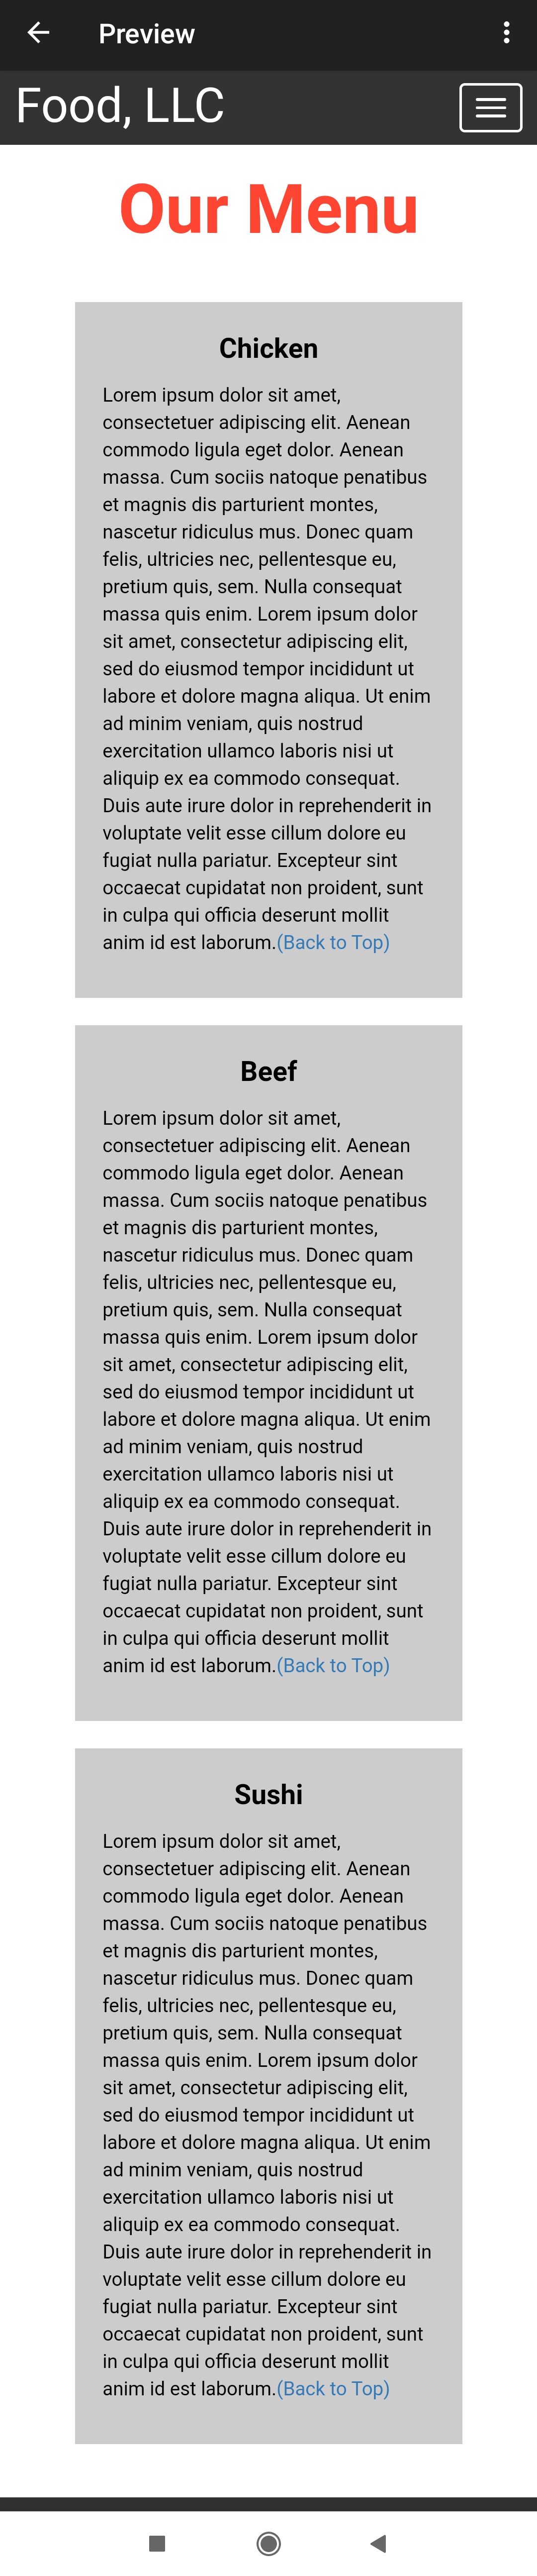 Preview
Food, LLC
Our Menu
Chicken
Lorem ipsum dolor sit amet,
consectetuer adipiscing elit. Aenean
commodo ligula eget dolor. Aenean
massa. Cum sociis natoque penatibus
et magnis dis parturient montes,
nascetur ridiculus mus. Donec quam
felis, ultricies nec, pellentesque eu,
pretium quis, sem. Nulla consequat
massa quis enim. Lorem ipsum dolor
sit amet, consectetur adipiscing elit,
sed do eiusmod tempor incididunt ut
labore et dolore magna aliqua. Ut enim
ad minim veniam, quis nostrud
exercitation ullamco laboris nisi ut
aliquip ex ea commodo consequat.
Duis aute irure dolor in reprehenderit in
voluptate velit esse cillum dolore eu
fugiat nulla pariatur. Excepteur sint
occaecat cupidatat non proident, sunt
in culpa qui officia deserunt mollit
anim id est laborum.(Back to Top)
Beef
Lorem ipsum dolor sit amet,
consectetuer adipiscing elit. Aenean
commodo ligula eget dolor. Aenean
massa. Cum sociis natoque penatibus
et magnis dis parturient montes,
nascetur ridiculus mus. Donec quam
felis, ultricies nec, pellentesque eu,
pretium quis, sem. Nulla consequat
massa quis enim. Lorem ipsum dolor
sit amet, consectetur adipiscing elit,
sed do eiusmod tempor incididunt ut
labore et dolore magna aliqua. Ut enim
ad minim veniam, quis nostrud
exercitation ullamco laboris nisi ut
aliquip ex ea commodo consequat.
Duis aute irure dolor in reprehenderit in
voluptate velit esse cillum dolore eu
fugiat nulla pariatur. Excepteur sint
occaecat cupidatat non proident, sunt
in culpa qui officia deserunt mollit
anim id est laborum.(Back to Top)
Sushi
Lorem ipsum dolor sit amet,
consectetuer adipiscing elit. Aenean
commodo ligula eget dolor. Aenean
massa. Cum sociis natoque penatibus
et magnis dis parturient montes,
nascetur ridiculus mus. Donec quam
felis, ultricies nec, pellentesque eu,
pretium quis, sem. Nulla consequat
massa quis enim. Lorem ipsum dolor
sit amet, consectetur adipiscing elit,
sed do eiusmod tempor incididunt ut
labore et dolore magna aliqua. Ut enim
ad minim veniam, quis nostrud
exercitation ullamco laboris nisi ut
aliquip ex ea commodo consequat.
Duis aute irure dolor in reprehenderit in
voluptate velit esse cillum dolore eu
fugiat nulla pariatur. Excepteur sint
occaecat cupidatat non proident, sunt
in culpa qui officia deserunt mollit
anim id est laborum.(Back to Top)